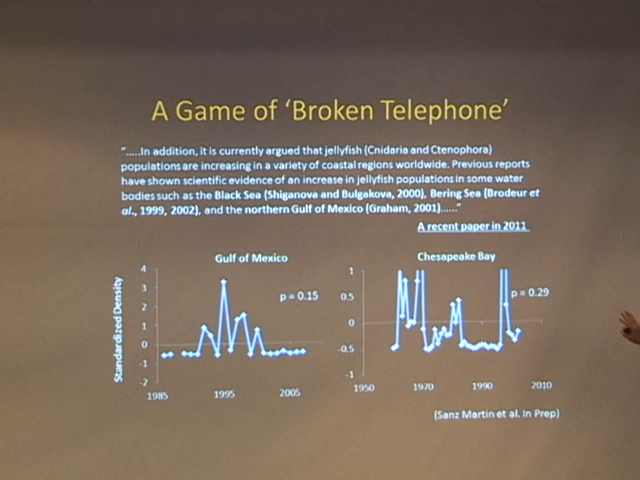 A Game of ‘Broken Telephone’
“.....In addition, it is currently argued that jellyfish (Cnidaria and Ctenophora)
populations are increasing in a variety of coastal regions worldwide. Previous reports
have shown scientific evidence of an increase in jellyfish populations in some water
bodies such as the Black Sea (Shiganova and Bulgakova, 2000), Bering Sea (Brodeur et
al., 1999, 2002), and the northern Gulf of Mexico (Graham, 2001)......”
A recent paper in 2011
Gulf of Mexico
Standardized Density
4
3
2
1
0
-1
-2
p = 0.15
1985
1995
2005
Chesapeake Bay
1
0.5
0
-0.5
-1
p = 0.29
1950
1970
1990
2010
(Sanz Martin et al. In Prep)